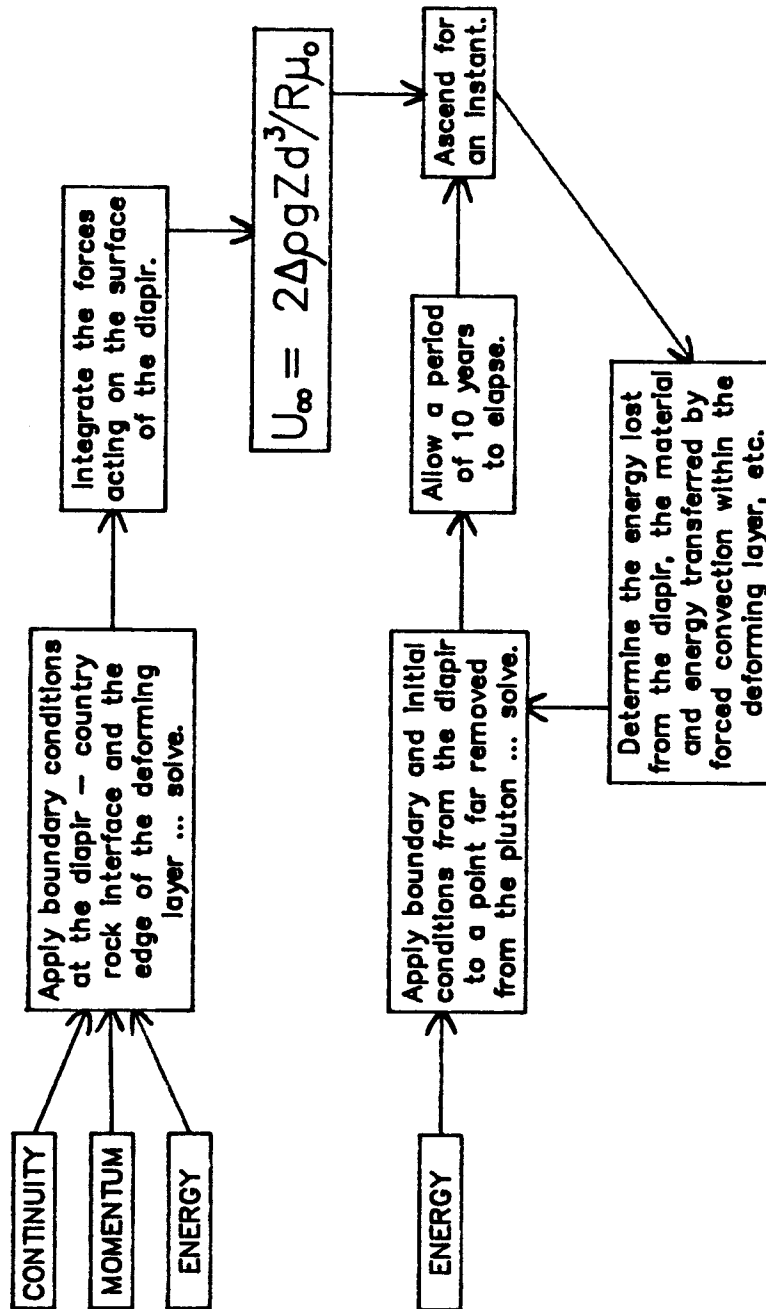 CONTINUITY
MOMENTUM
ENERGY
Apply boundary conditions
at the diapir – country
rock interface and the
edge of the deforming
layer ... solve.
Integrate the forces
acting on the surface
of the diapir.
U∞ = 2ΔρgZd³/Rμ₀
ENERGY
Apply boundary and initial
conditions from the diapir
to a point far removed
from the pluton ... solve.
Allow a period
of 10 years
to elapse.
Ascend for
an instant.
Determine the energy lost
from the diapir, the material
and energy transferred by
forced convection within the
deforming layer, etc.